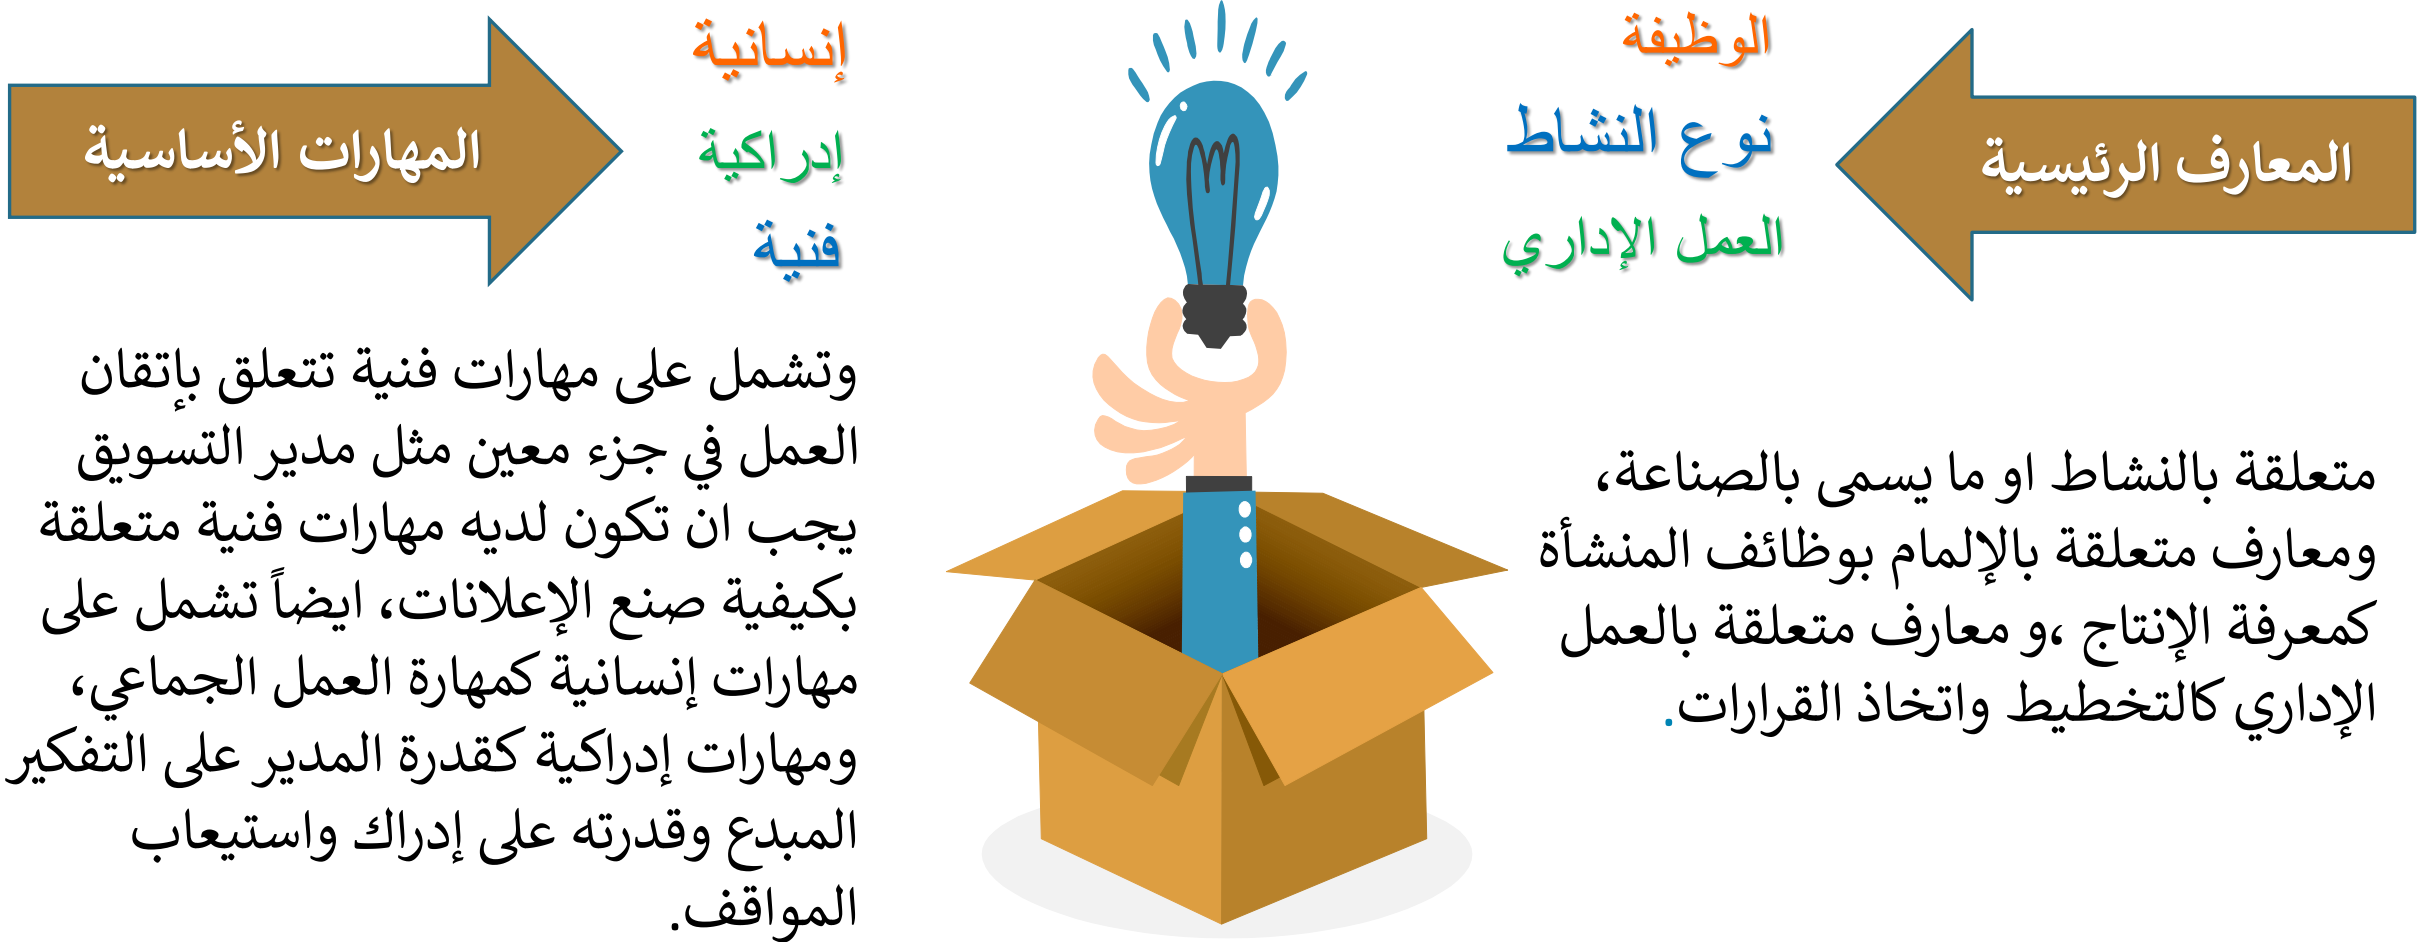 المعارف الرئيسية
الوظيفة
نوع النشاط
العمل الإداري
متعلقة بالنشاط او ما يسمى بالصناعة،
ومعارف متعلقة بالإلمام بوظائف المنشأة
كمعرفة الإنتاج ،و معارف متعلقة بالعمل
الإداري كالتخطيط واتخاذ القرارات.
المهارات الأساسية
إنسانية
إدراكية
فنية
وتشمل على مهارات فنية تتعلق بإتقان
العمل في جزء معين مثل مدير التسويق
يجب ان تكون لديه مهارات فنية متعلقة
بكيفية صنع الإعلانات، ايضاً تشمل على
مهارات إنسانية كمهارة العمل الجماعي،
ومهارات إدراكية كقدرة المدير على التفكير
المبدع وقدرته على إدراك واستيعاب
المواقف.